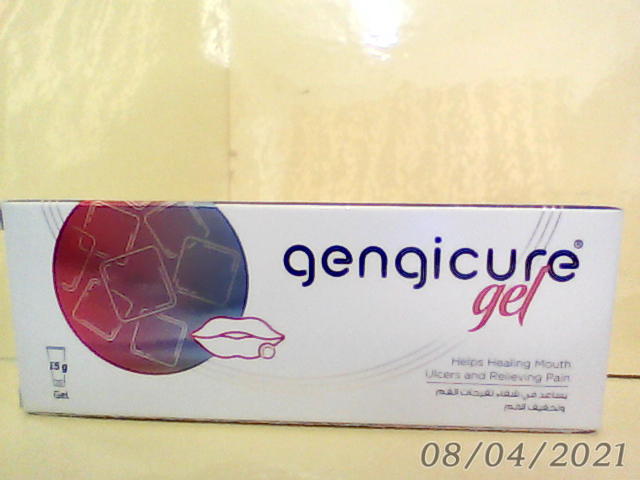 gengicure®
gel
Helps Healing Mouth
Ulcers and Relieving Pain
يساعد في شفاء تقرحات الفم
وتخفيف الألم
15 g
Gel
08/04/2021